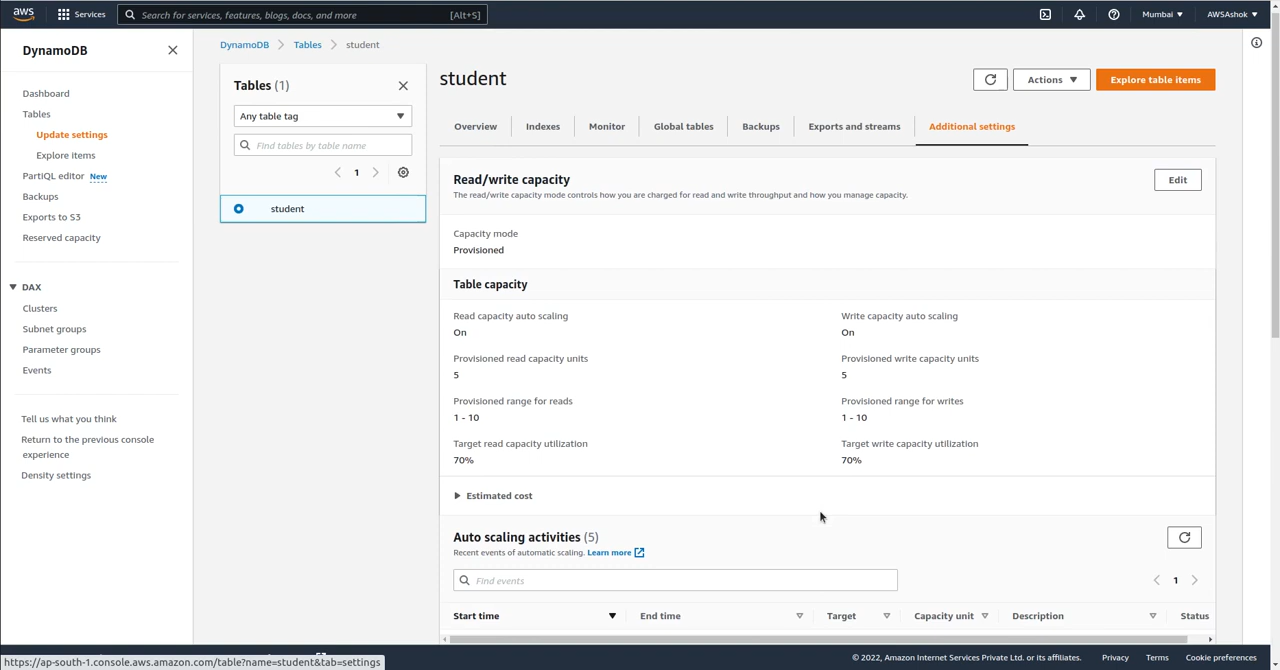 aws Services Search for services, features, blogs, docs, and more [Alt+S] Mumbai AWSAshok
DynamoDB
Dashboard
Tables
Update settings
Explore items
PartiQL editor New
Backups
Exports to S3
Reserved capacity
DAX
Clusters
Subnet groups
Parameter groups
Events
Tell us what you think
Return to the previous console
experience
Density settings
DynamoDB Tables student
Tables (1)
Any table tag
Find tables by table name
1
student
student
Actions Explore table items
Overview Indexes Monitor Global tables Backups Exports and streams Additional settings
Read/write capacity
Edit
The read/write capacity mode controls how you are charged for read and write throughput and how you manage capacity.
Capacity mode
Provisioned
Table capacity
Read capacity auto scaling Write capacity auto scaling
On On
Provisioned read capacity units Provisioned write capacity units
5 5
Provisioned range for reads Provisioned range for writes
1 - 10 1 - 10
Target read capacity utilization Target write capacity utilization
70% 70%
Estimated cost
Auto scaling activities (5)
Recent events of automatic scaling. Learn more
Find events
1
Start time End time Target Capacity unit Description Status
https://ap-south-1.console.aws.amazon.com/table?name=student&tab=settings
© 2022, Amazon Internet Services Private Ltd. or its affiliates. Privacy Terms Cookie preferences